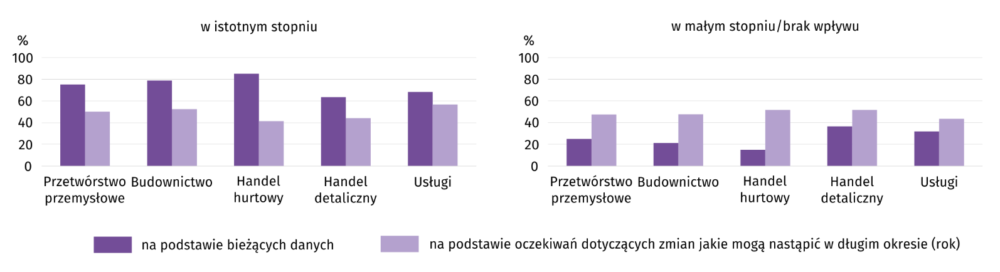 w istotnym stopniu
%
100
80
60
40
20
0
Przetwórstwo
przemysłowe
Budownictwo
Handel
hurtowy
Handel
detaliczny
Usługi
w małym stopniu/brak wpływu
%
100
80
60
40
20
0
Przetwórstwo
przemysłowe
Budownictwo
Handel
hurtowy
Handel
detaliczny
Usługi
na podstawie bieżących danych
na podstawie oczekiwań dotyczących zmian jakie mogą nastąpić w długim okresie (rok)